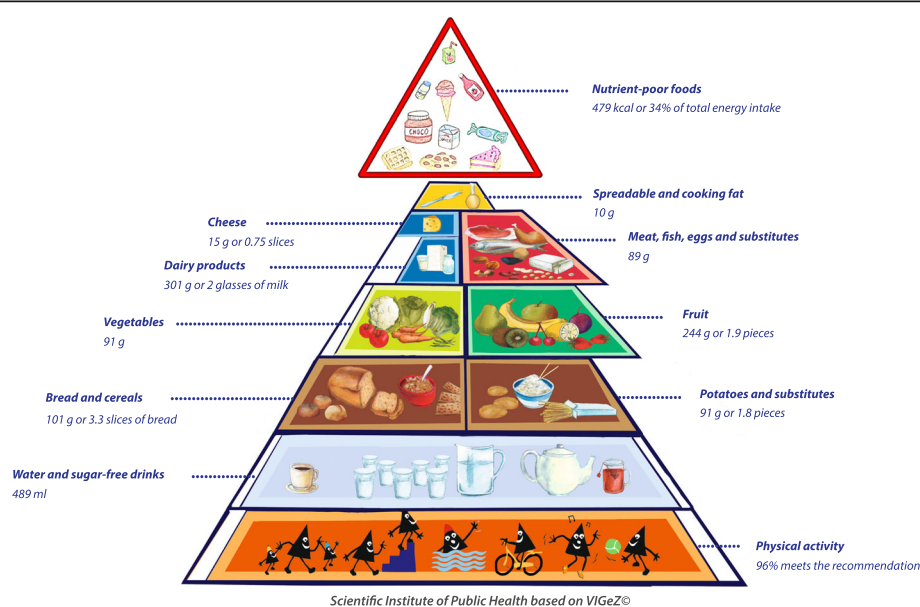 Nutrient-poor foods
479 kcal or 34% of total energy intake
CHOCO
Spreadable and cooking fat
10 g
Cheese
15 g or 0.75 slices
Meat, fish, eggs and substitutes
89 g
Dairy products
301 g or 2 glasses of milk
Vegetables
91 g
Fruit
244 g or 1.9 pieces
Bread and cereals
101 g or 3.3 slices of bread
Potatoes and substitutes
91 g or 1.8 pieces
Water and sugar-free drinks
489 ml
Physical activity
96% meets the recommendation
Scientific Institute of Public Health based on VIGeZ©